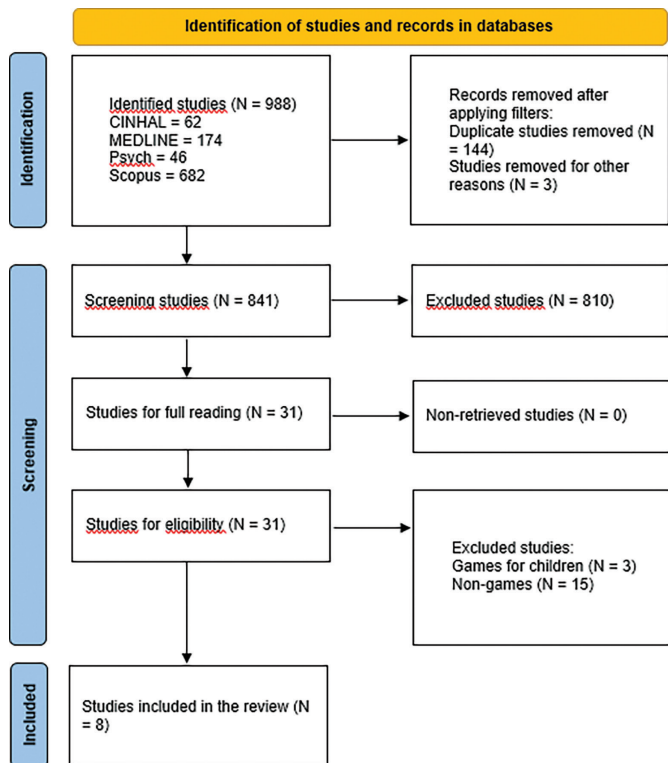 Identification of studies and records in databases
Identification
Identified studies (N = 988)
CINHAL = 62
MEDLINE = 174
Psych = 46
Scopus = 682
Records removed after
applying filters:
Duplicate studies removed (N
= 144)
Studies removed for other
reasons (N = 3)
Screening
Screening studies (N = 841)
Excluded studies (N = 810)
Studies for full reading (N = 31)
Non-retrieved studies (N = 0)
Studies for eligibility (N = 31)
Excluded studies:
Games for children (N = 3)
Non-games (N = 15)
Included
Studies included in the review (N
= 8)